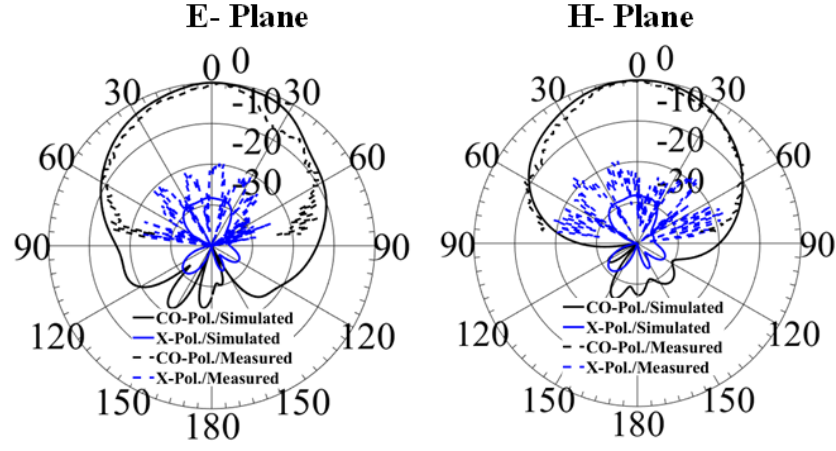 E- Plane
H- Plane
0 0
30 -10 30
-20
60 -30 60
90 90
CO-Pol./Simulated
X-Pol./Simulated
CO-Pol./Measured
X-Pol./Measured
120 120
150 150
180
0 0
30 -10 30
-20
60 -30 60
90 90
CO-Pol./Simulated
X-Pol./Simulated
CO-Pol./Measured
X-Pol./Measured
120 120
150 150
180